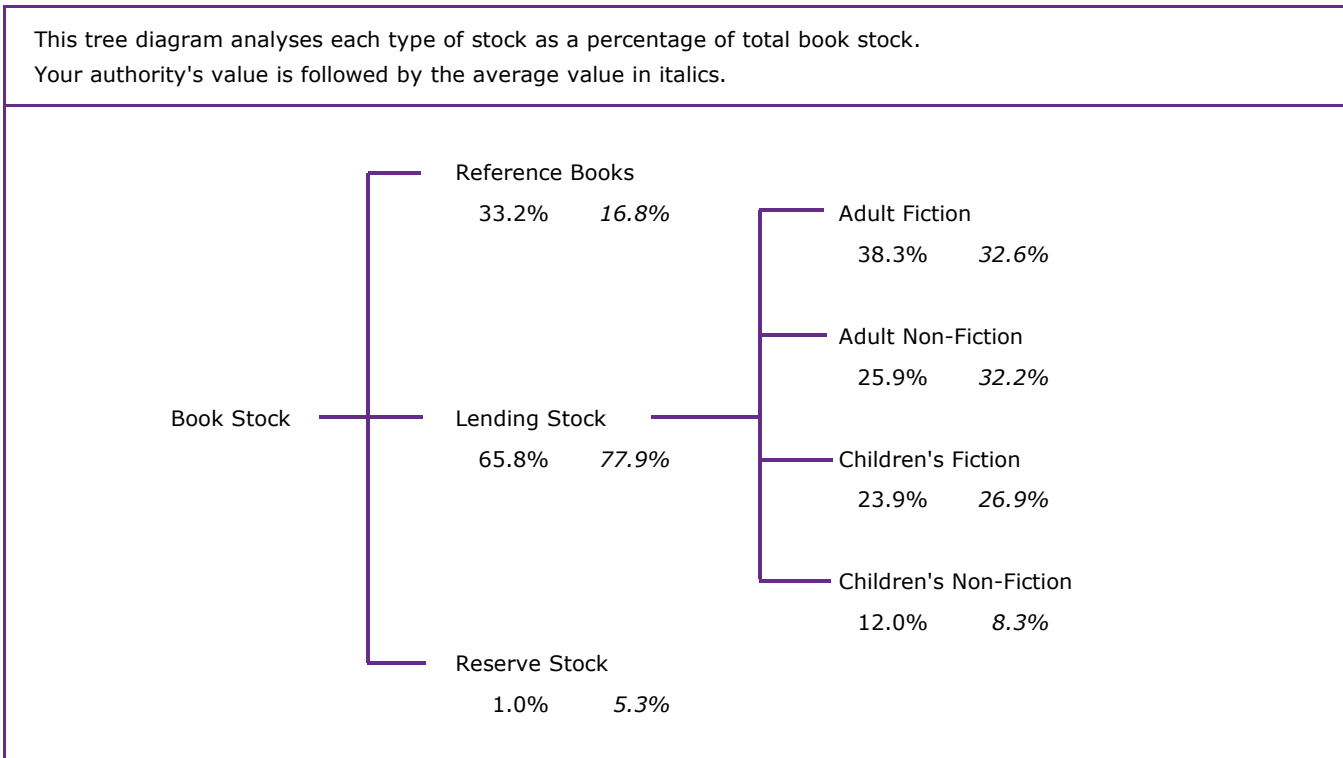 This tree diagram analyses each type of stock as a percentage of total book stock.
Your authority's value is followed by the average value in italics.
Reference Books
33.2% 16.8%
Adult Fiction
38.3% 32.6%
Adult Non-Fiction
25.9% 32.2%
Book Stock
Lending Stock
65.8% 77.9%
Children's Fiction
23.9% 26.9%
Children's Non-Fiction
12.0% 8.3%
Reserve Stock
1.0% 5.3%